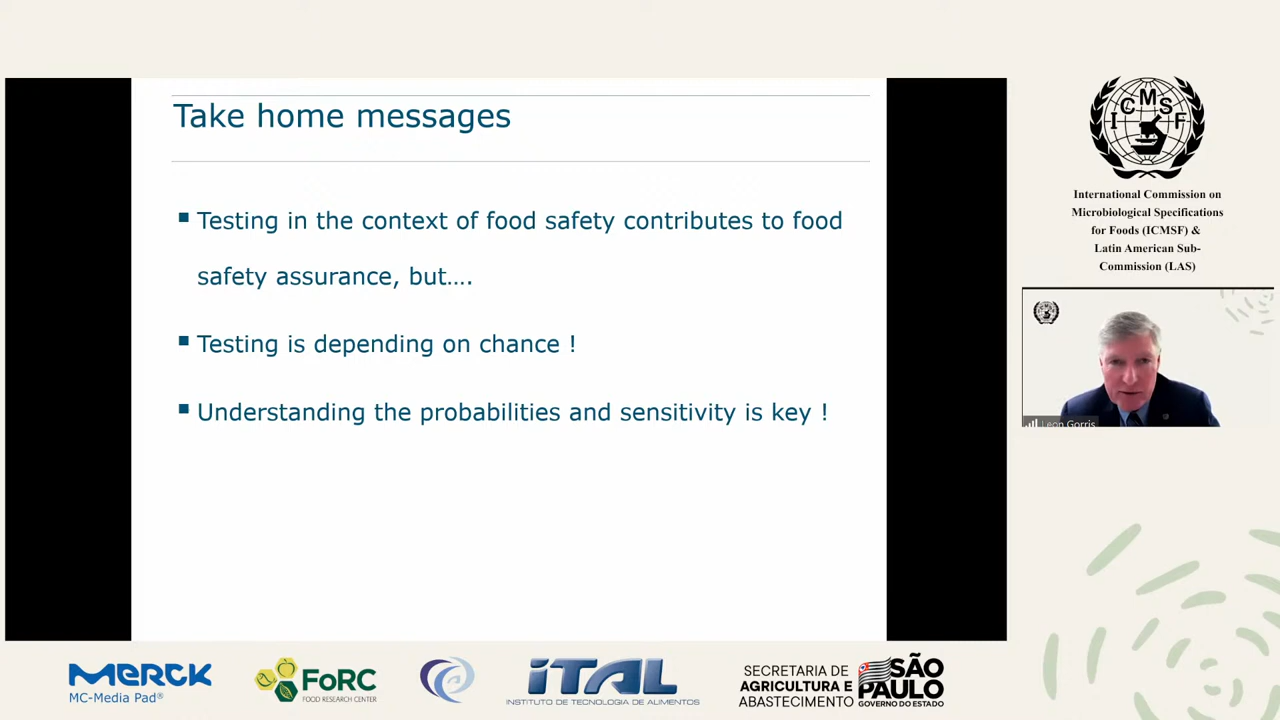 Take home messages
Testing in the context of food safety contributes to food
safety assurance, but....
Testing is depending on chance !
Understanding the probabilities and sensitivity is key !
ICMSF
International Commission on
Microbiological Specifications
for Foods (ICMSF) &
Latin American Sub-
Commission (LAS)
Leon Gorris
MERCK
MC-Media Pad®
FoRC
FOOD RESEARCH CENTER
iTAL
INSTITUTO DE TECNOLOGIA DE ALIMENTOS
SECRETARIA DE
AGRICULTURA E
ABASTECIMENTO
SÃO
PAULO
GOVERNO DO ESTADO